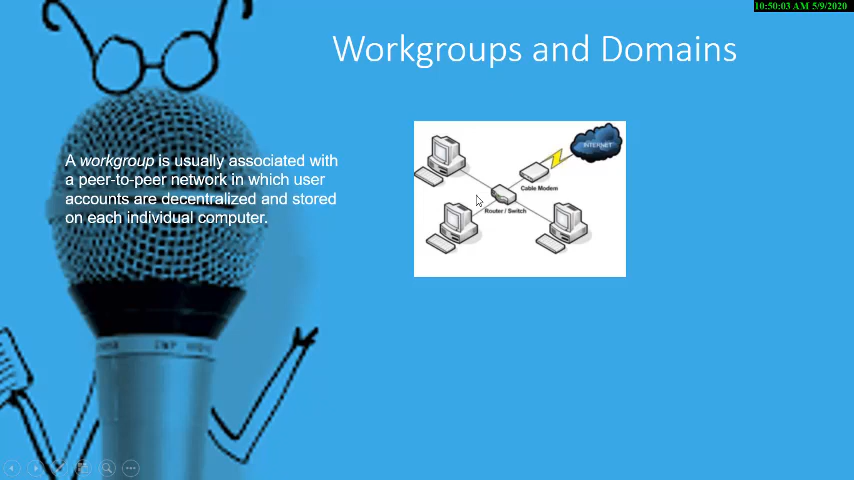 10:50:03 AM 5/9/2020
Workgroups and Domains
A workgroup is usually associated with
a peer-to-peer network in which user
accounts are decentralized and stored
on each individual computer.
INTERNET
Cable Modem
Router / Switch